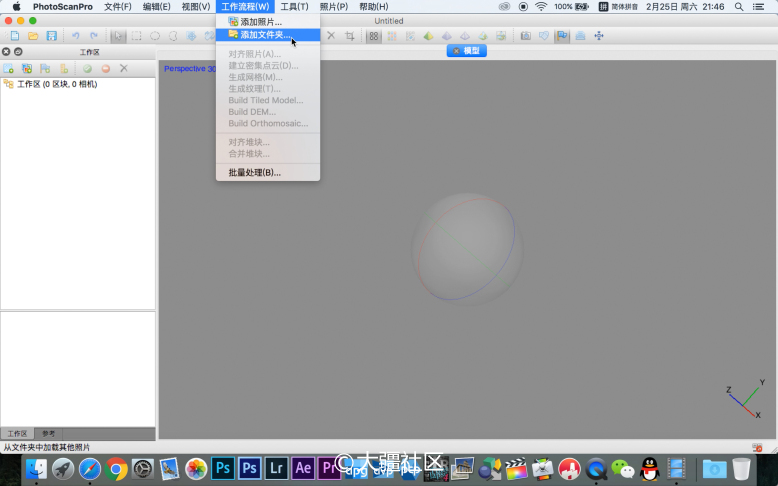 PhotoScanPro 文件(F) 编辑(E) 视图(V) 工作流程(W) 工具(T) 照片(P) 帮助(H) 100% 拼 简体拼音 2月25日 周六 21:46
Untitled
添加照片...
添加文件夹...
对齐照片(A)...
建立密集点云(D)...
生成网格(M)...
生成纹理(T)...
Build Tiled Model...
Build DEM...
Build Orthomosaic...
对齐堆块...
合并堆块...
批量处理(B)...
工作区
模型
工作区 (0 区块, 0 相机)
Perspective 30
Y
Z
X
工作区 参考
从文件夹中加载其他照片
Ps Ps Lr Ae Pr
©大疆社区